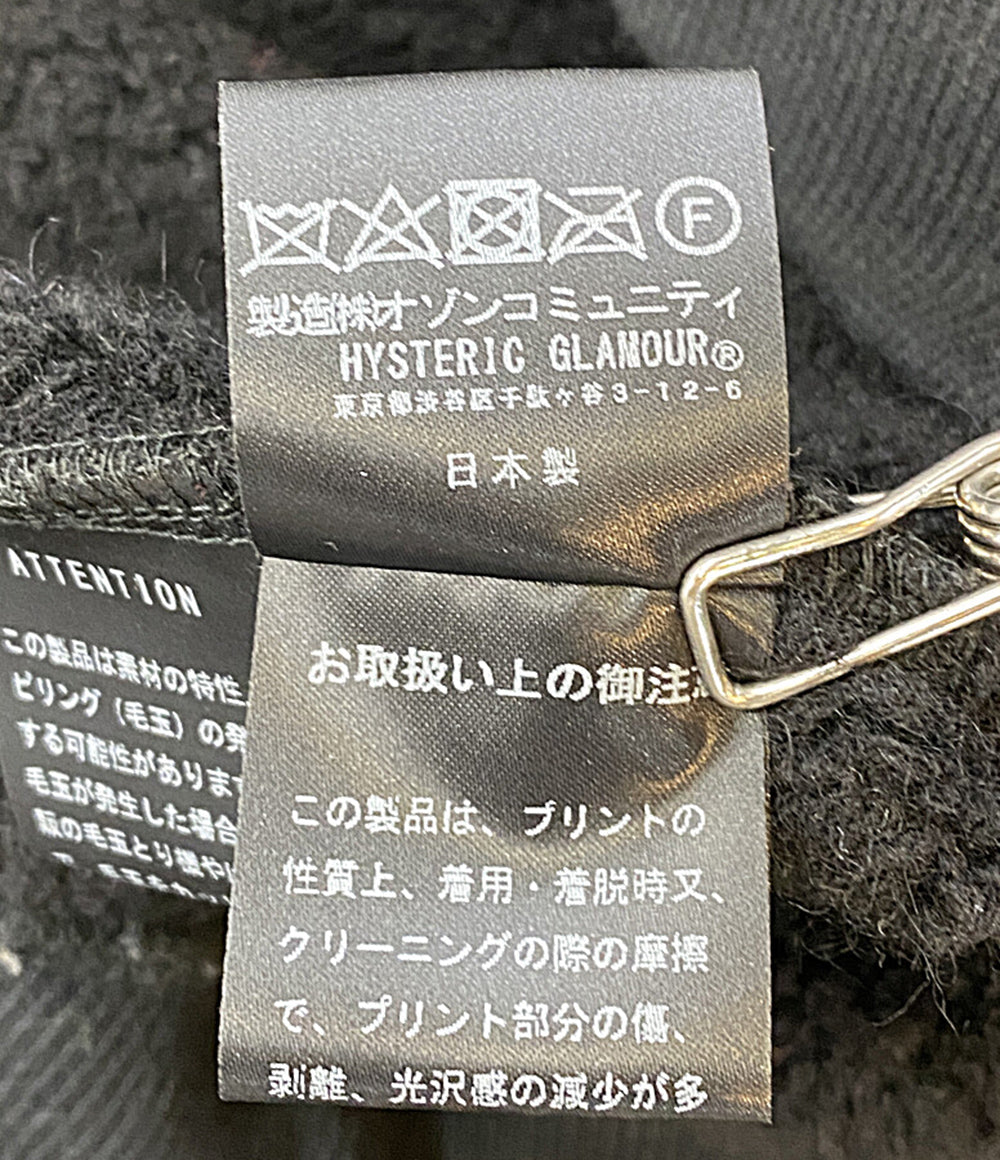 F
製造㈱オゾンコミュニティ
HYSTERIC GLAMOUR®
東京都渋谷区千駄ヶ谷3-12-6
日本製
お取扱い上の御注
この製品は、プリントの
性質上、着用・着脱時又、
クリーニングの際の摩擦
で、プリント部分の傷、
剥離、光沢感の減少が多
ATTENTION
この製品は素材の特性
ピリング(毛玉)の発
する可能性がありま
毛玉が発生した場合
販の毛玉とり機や